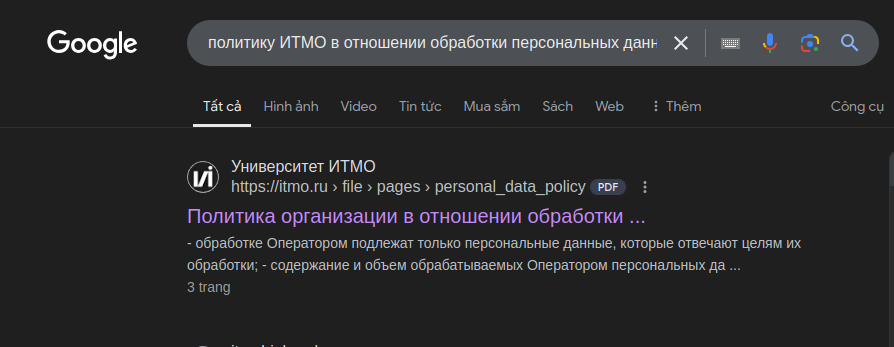 Google
политику ИТМО в отношении обработки персональных данн
Tất cả Hình ảnh Video Tin tức Mua sắm Sách Web Thêm Công cụ
Университет ИТМО
https://itmo.ru › file › pages › personal_data_policy PDF
Политика организации в отношении обработки ...
- обработке Оператором подлежат только персональные данные, которые отвечают целям их
обработки; - содержание и объем обрабатываемых Оператором персональных да ...
3 trang